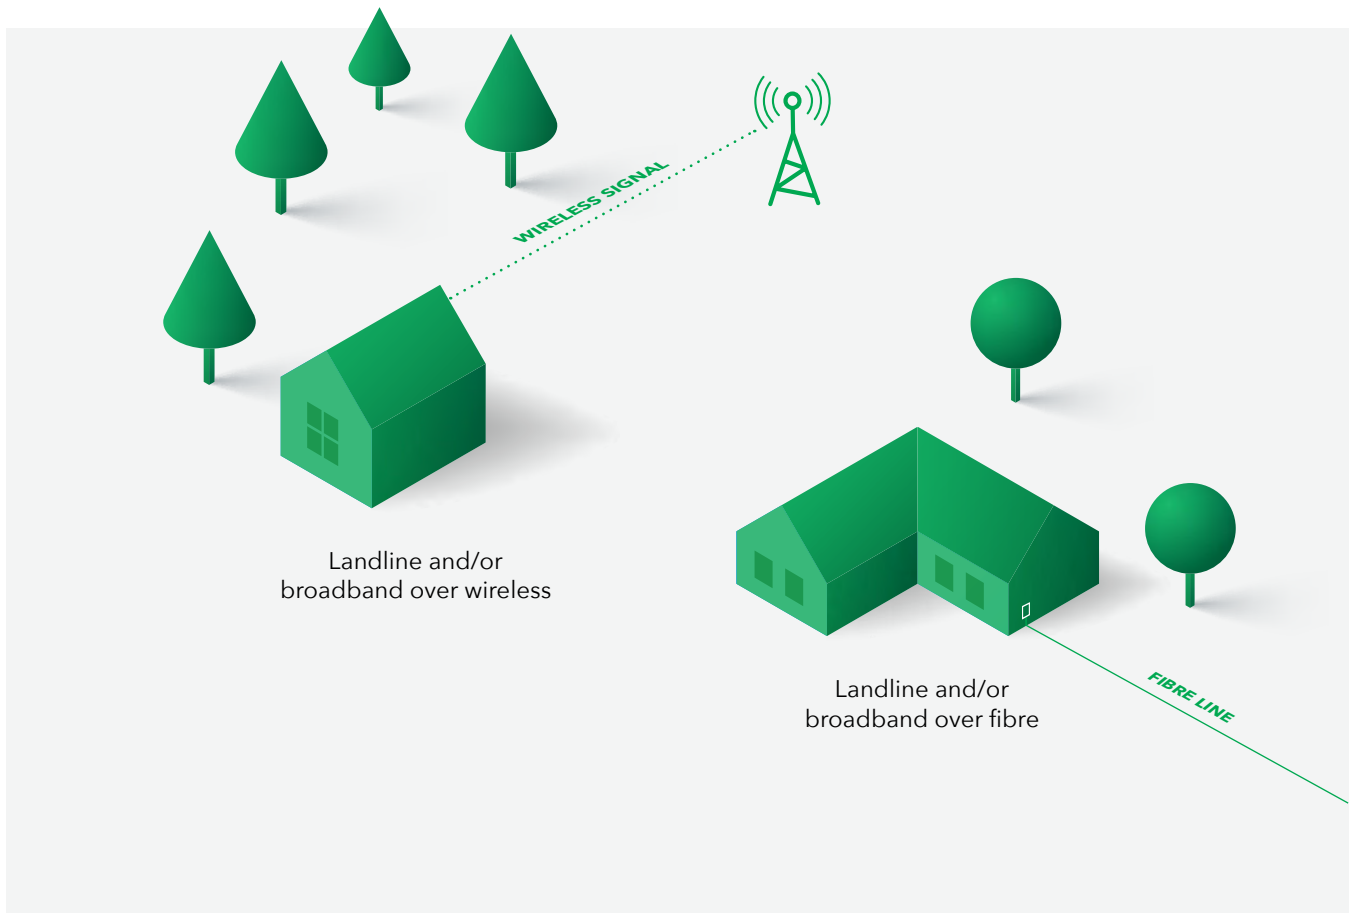 WIRELESS SIGNAL
Landline and/or
broadband over wireless
Landline and/or
broadband over fibre
FIBRE LINE